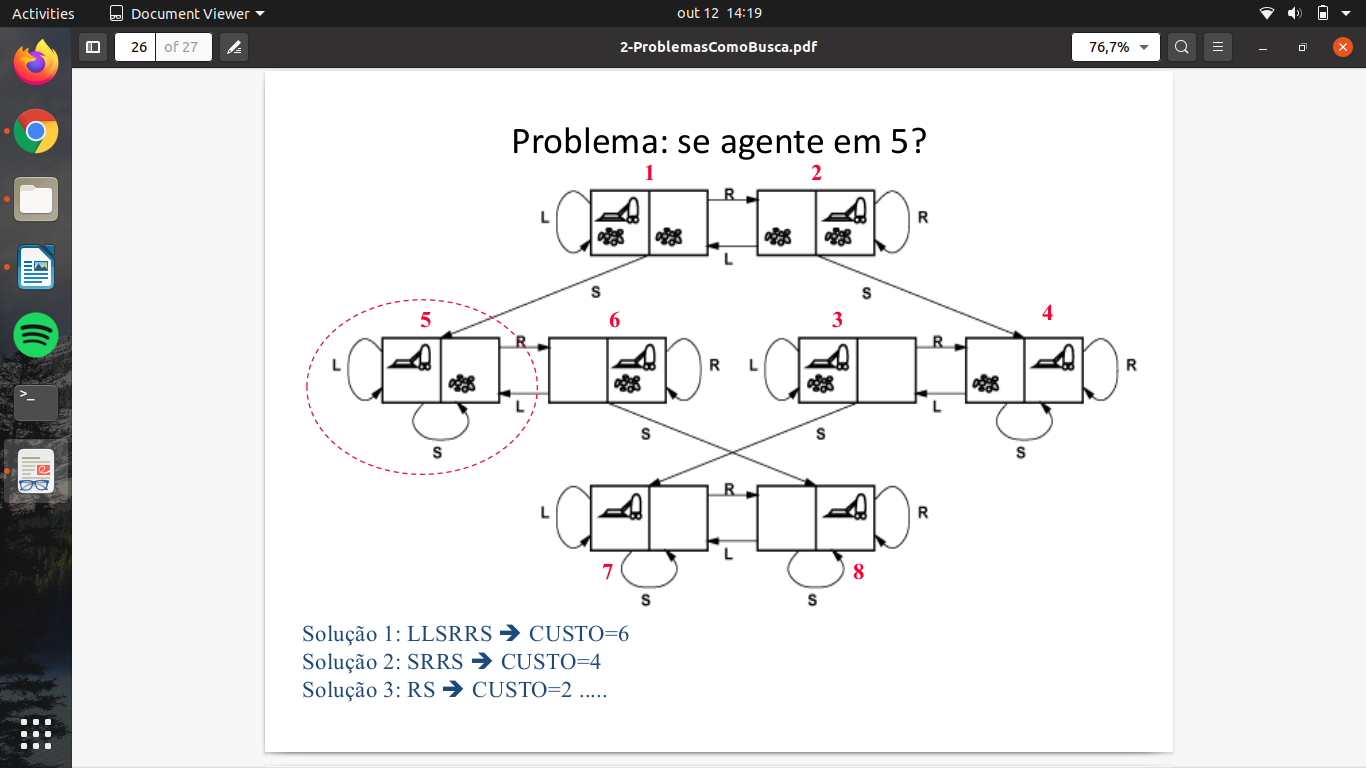 Activities Document Viewer out 12 14:19
26 of 27 2-ProblemasComoBusca.pdf 76,7%
>_
Problema: se agente em 5?
1 2
L R R
L
S S
5 6 3 4
L R R L R R
L L
S S S S
L R R
L
7 8
S S
Solução 1: LLSRRS ➔ CUSTO=6
Solução 2: SRRS ➔ CUSTO=4
Solução 3: RS ➔ CUSTO=2 .....